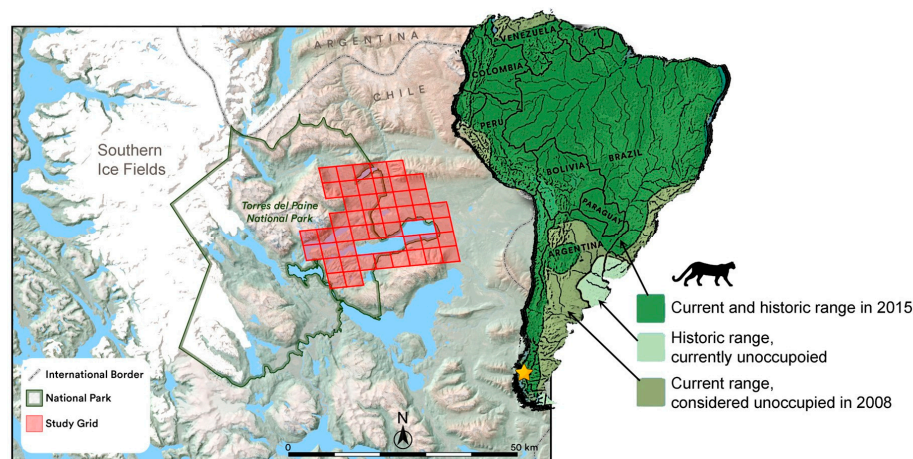 ARGENTINA
CHILE
Southern
Ice Fields
Torres del Paine
National Park
International Border
National Park
Study Grid
N
0
50 km
VENEZUELA
COLOMBIA
PERU
BRAZIL
BOLIVIA
PARAGUAY
ARGENTINA
Current and historic range in 2015
Historic range,
currently unoccupoied
Current range,
considered unoccupied in 2008